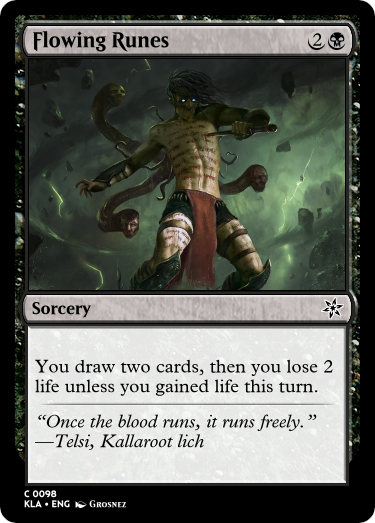 Flowing Runes 2
Sorcery
You draw two cards, then you lose 2
life unless you gained life this turn.
“Once the blood runs, it runs freely.”
—Telsi, Kallaroot lich
C 0098
KLA • ENG Grosnez